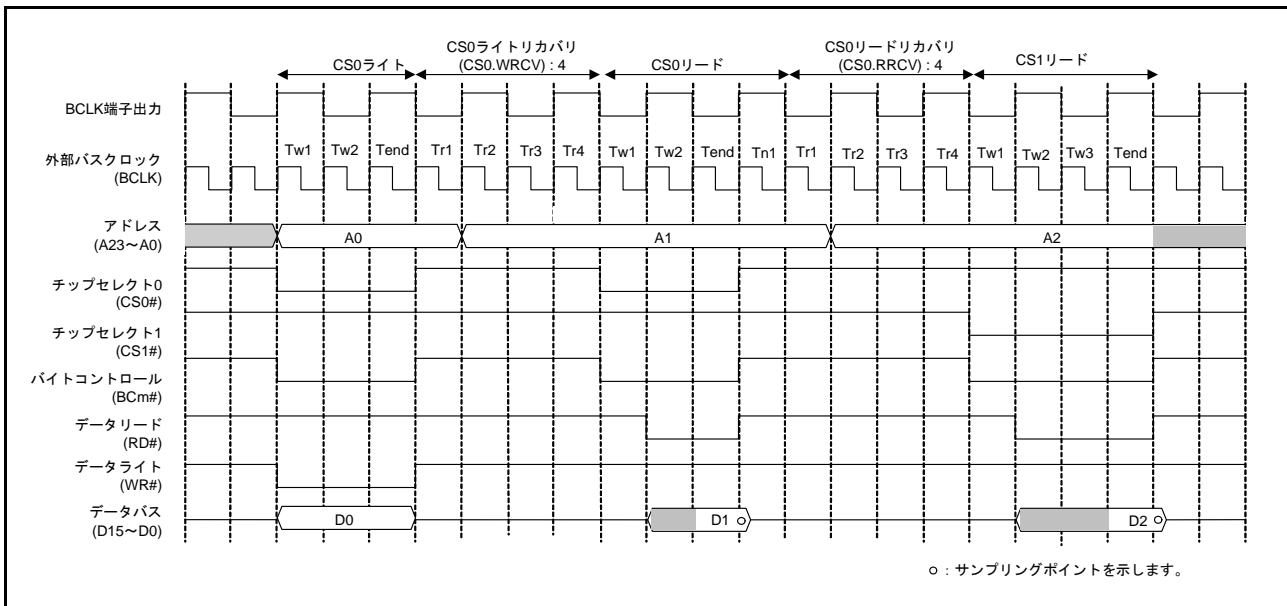 CS0ライト
CS0ライトリカバリ
(CS0.WRCV) : 4
CS0リード
CS0リードリカバリ
(CS0.RRCV) : 4
CS1リード
BCLK端子出力
外部バスクロック
(BCLK)
Tw1 Tw2 Tend Tr1 Tr2 Tr3 Tr4 Tw1 Tw2 Tend Tn1 Tr1 Tr2 Tr3 Tr4 Tw1 Tw2 Tw3 Tend
アドレス
(A23～A0)
A0 A1 A2
チップセレクト0
(CS0#)
チップセレクト1
(CS1#)
バイトコントロール
(BCm#)
データリード
(RD#)
データライト
(WR#)
データバス
(D15～D0)
D0 D1 D2
○ : サンプリングポイントを示します。